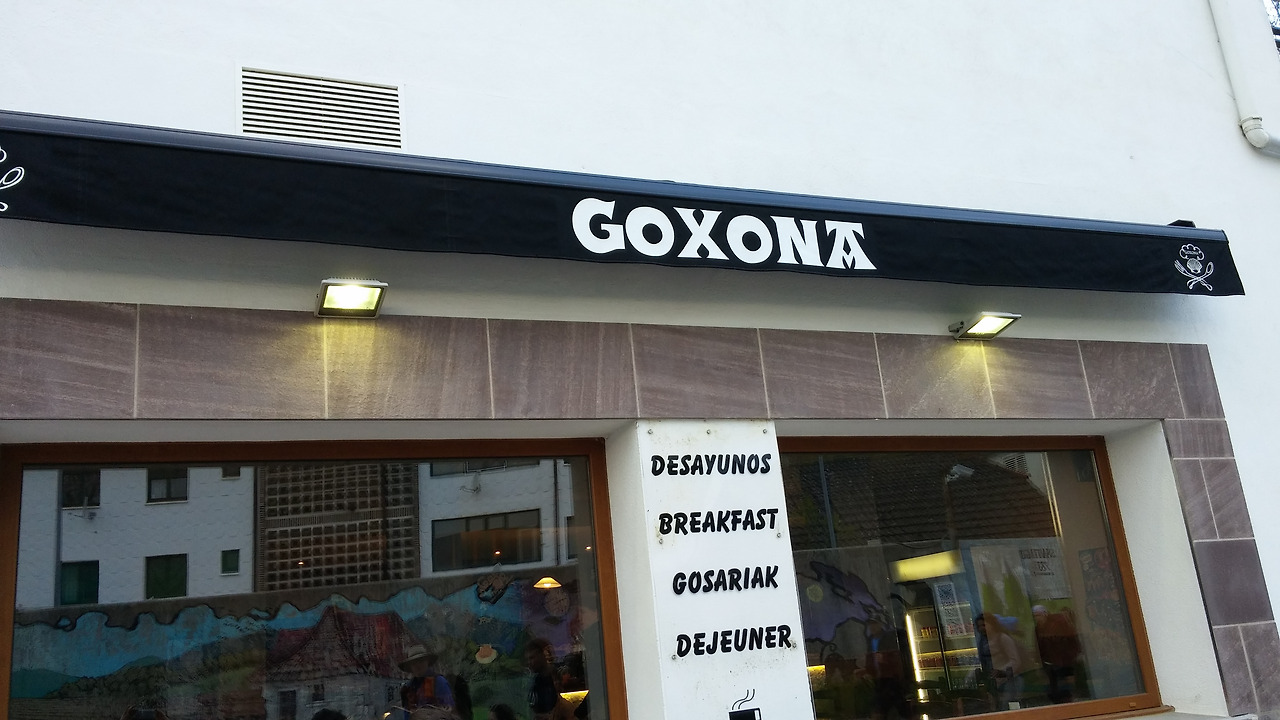 GOXONA
DESAYUNOS
BREAKFAST
GOSARIAK
DEJEUNER